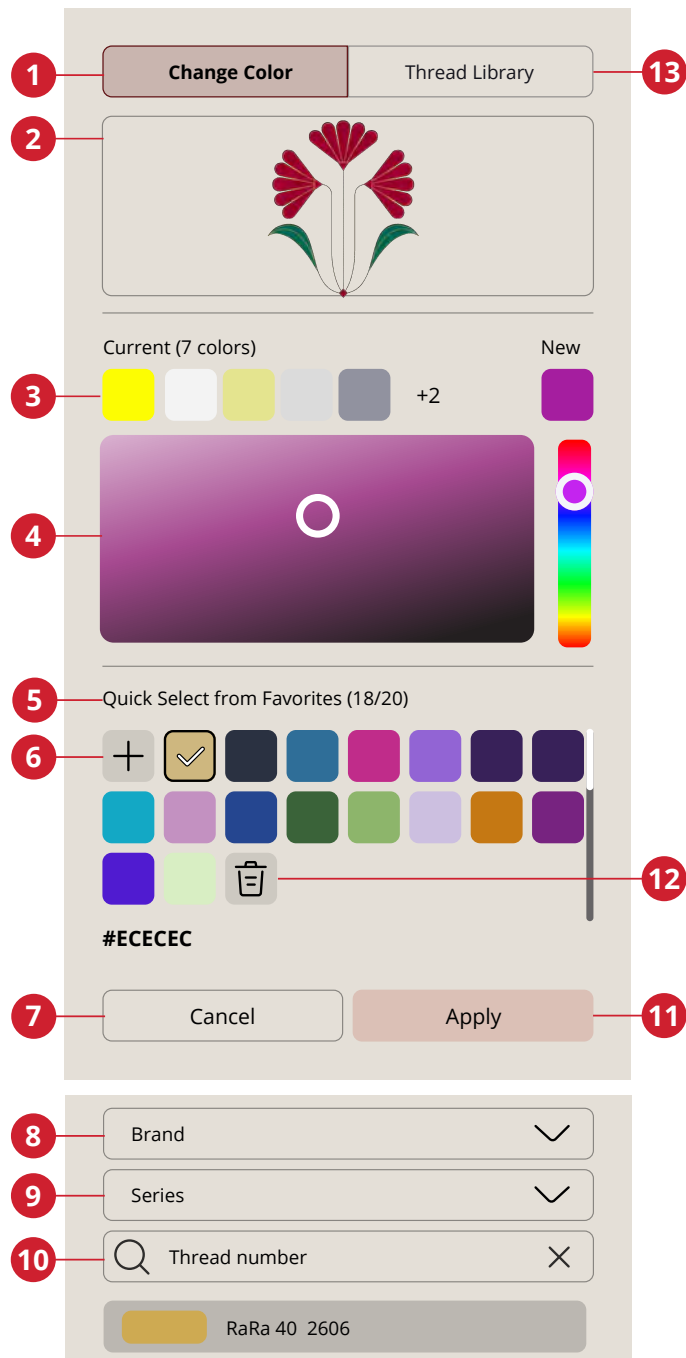 1 Change Color Thread Library 13
2
Current (7 colors) New
3 +2
4
5 Quick Select from Favorites (18/20)
6
12
#ECECEC
7 Cancel Apply 11
8 Brand
9 Series
10 Thread number
RaRa 40 2606